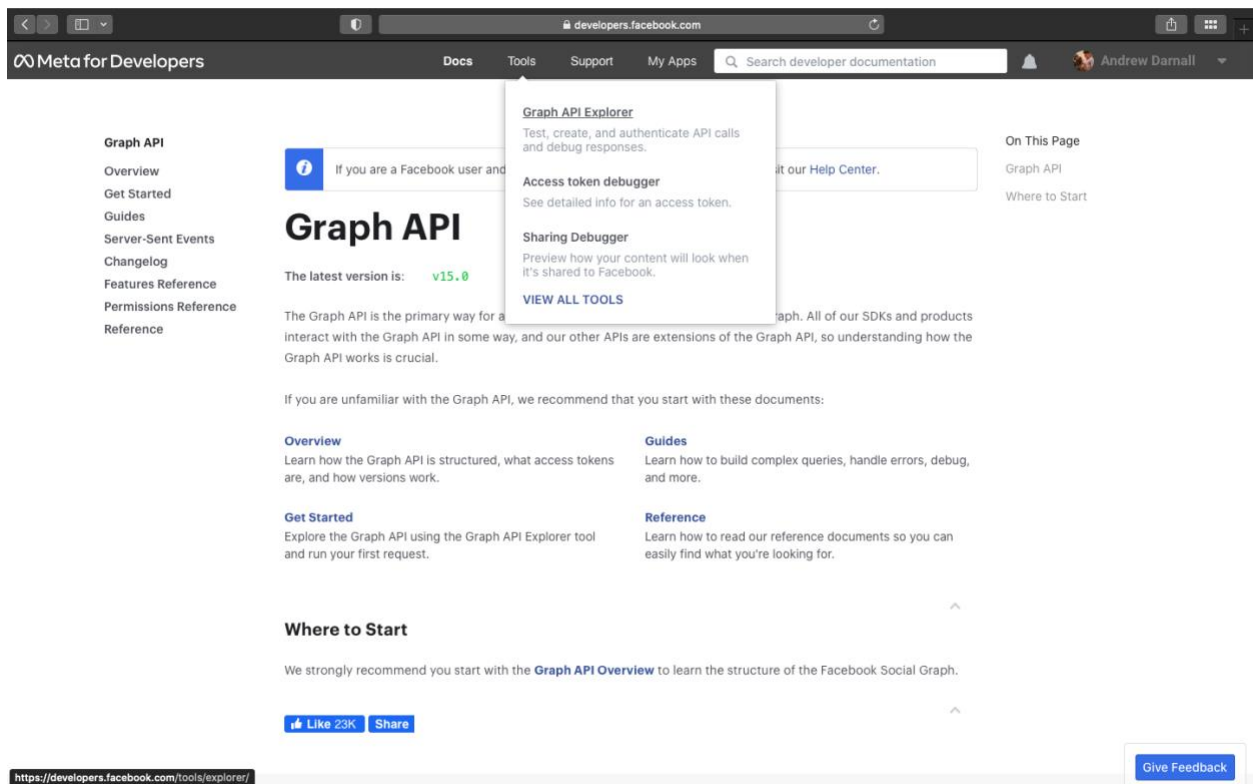 developers.facebook.com
Meta for Developers
Docs
Tools
Support
My Apps
Search developer documentation
Andrew Darnall
Graph API
Overview
Get Started
Guides
Server-Sent Events
Changelog
Features Reference
Permissions Reference
Reference
Graph API Explorer
Test, create, and authenticate API calls
and debug responses.
Access token debugger
See detailed info for an access token.
Sharing Debugger
Preview how your content will look when
it's shared to Facebook.
VIEW ALL TOOLS
If you are a Facebook user and
our Help Center.
Graph API
The latest version is: v15.0
The Graph API is the primary way for
All of our SDKs and products
interact with the Graph API in some way, and our other APIs are extensions of the Graph API, so understanding how the
Graph API works is crucial.
If you are unfamiliar with the Graph API, we recommend that you start with these documents:
Overview
Learn how the Graph API is structured, what access tokens
are, and how versions work.
Guides
Learn how to build complex queries, handle errors, debug,
and more.
Get Started
Explore the Graph API using the Graph API Explorer tool
and run your first request.
Reference
Learn how to read our reference documents so you can
easily find what you're looking for.
Where to Start
We strongly recommend you start with the Graph API Overview to learn the structure of the Facebook Social Graph.
Like 23K
Share
On This Page
Graph API
Where to Start
Give Feedback
https://developers.facebook.com/tools/explorer/